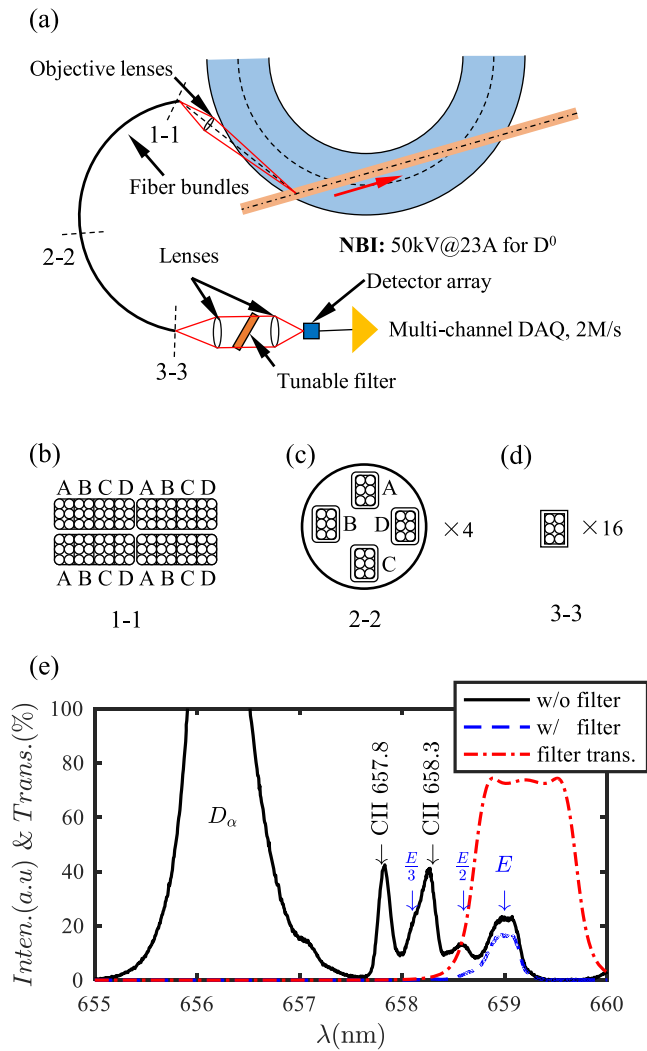 (a)
Objective lenses
1-1
Fiber bundles
2-2
NBI: 50kV@23A for D⁰
Lenses
Detector array
Multi-channel DAQ, 2M/s
Tunable filter
3-3
(b) (c) (d)
A B C D A B C D
A B C D A B C D
1-1
A
B D
C
×4
2-2
×16
3-3
(e)
w/o filter
w/ filter
filter trans.
Inten.(a.u) & Trans.(%)
100
80
60
40
20
0
Dα
CII 657.8
CII 658.3
E/3
E/2
E
655 656 657 658 659 660
λ(nm)